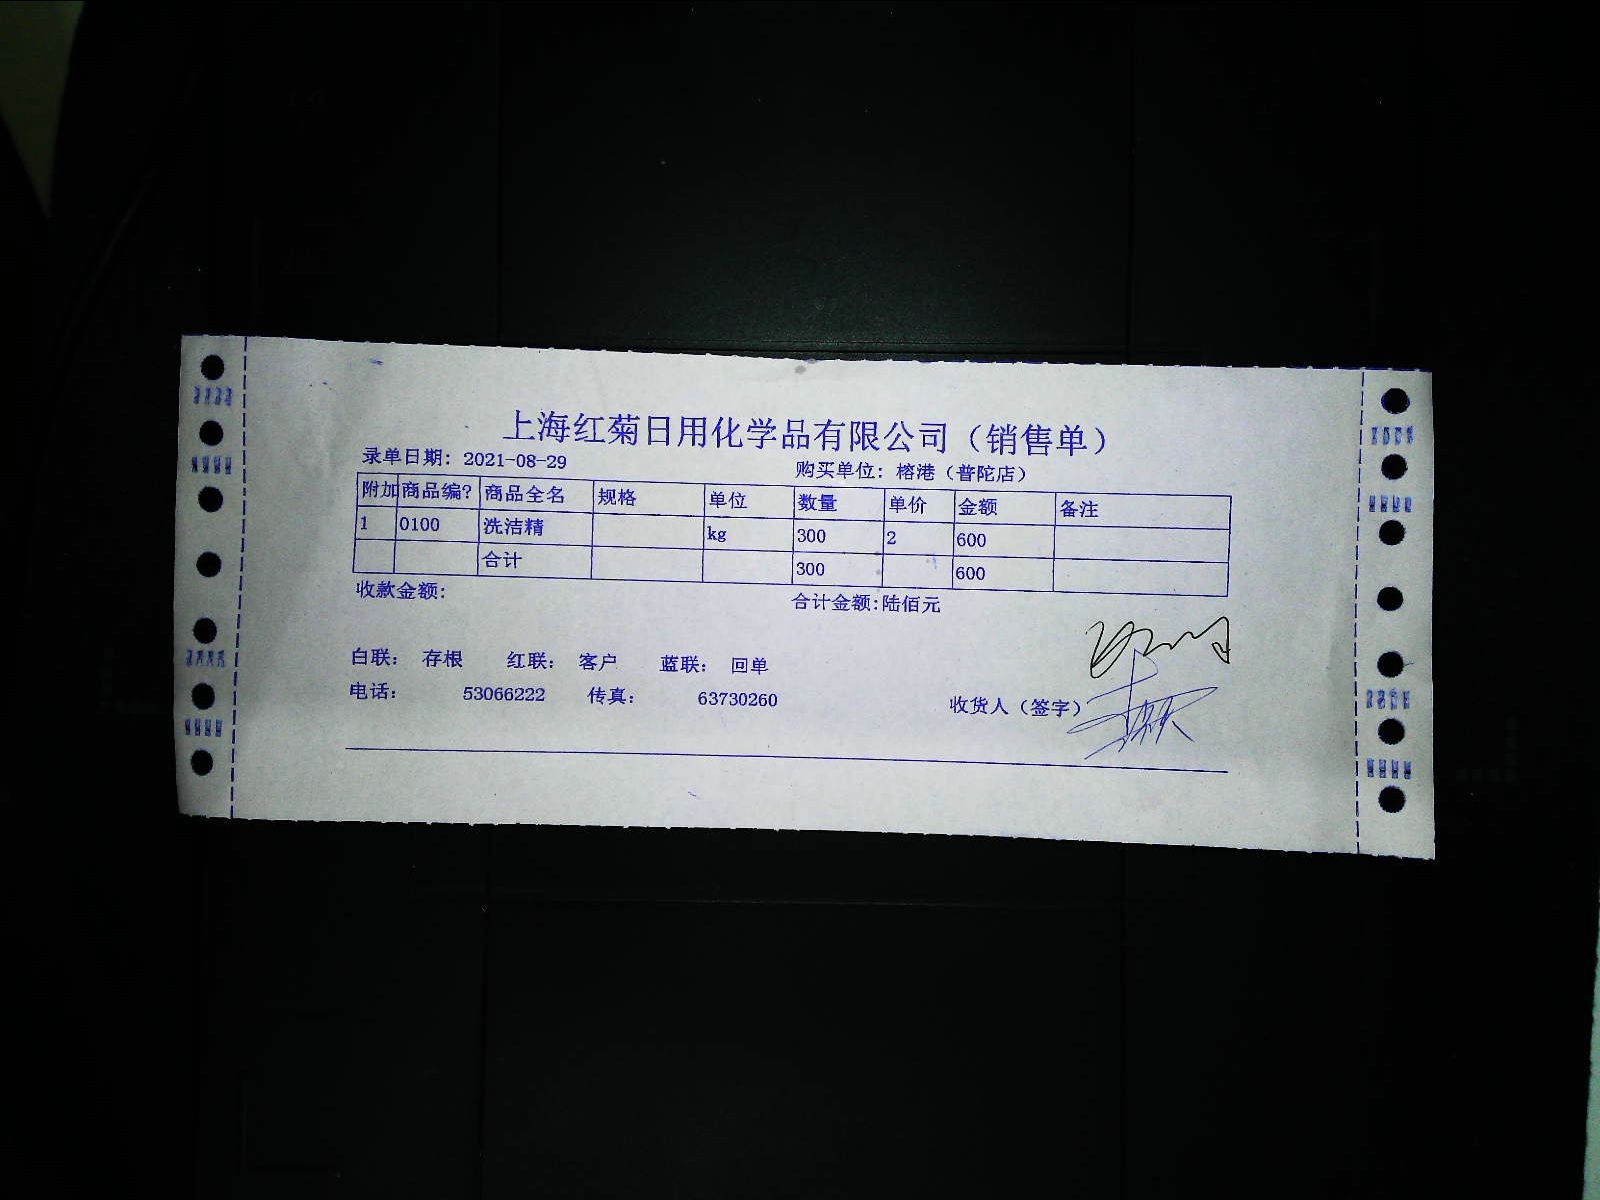 上海红菊日用化学品有限公司（销售单）
录单日期: 2021-08-29 购买单位: 榕港（普陀店）
附加 商品编? 商品全名 规格 单位 数量 单价 金额 备注
1 0100 洗洁精 kg 300 2 600
合计 300 600
收款金额: 合计金额:陆佰元
白联: 存根 红联: 客户 蓝联: 回单
电话: 53066222 传真: 63730260 收货人（签字）